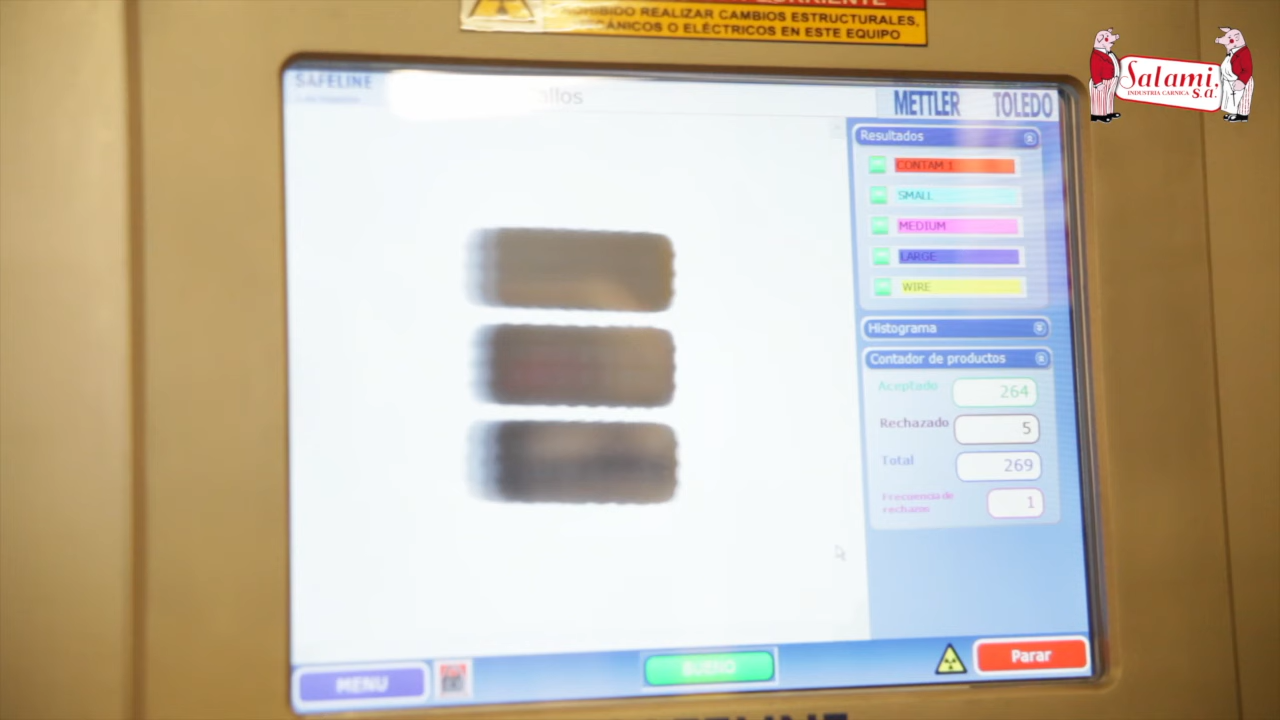 PROHIBIDO REALIZAR CAMBIOS ESTRUCTURALES,
MECÁNICOS O ELÉCTRICOS EN ESTE EQUIPO
Salami, s.a.
INDUSTRIA CARNICA
SAFELINE
METTLER TOLEDO
Resultados
CONTAM 1
SMALL
MEDIUM
LARGE
WIRE
Histograma
Contador de productos
Aceptado 264
Rechazado 5
Total 269
Frecuencia de
rechazos 1
MENU
BUENO
Parar